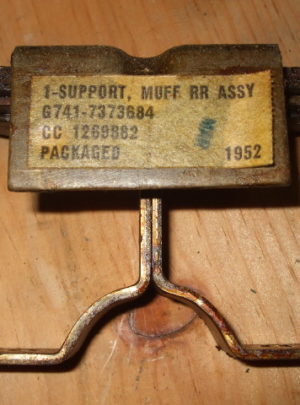 1-SUPPORT, MUFF RR ASSY
G741-7373684
CC 1269882
PACKAGED 1952